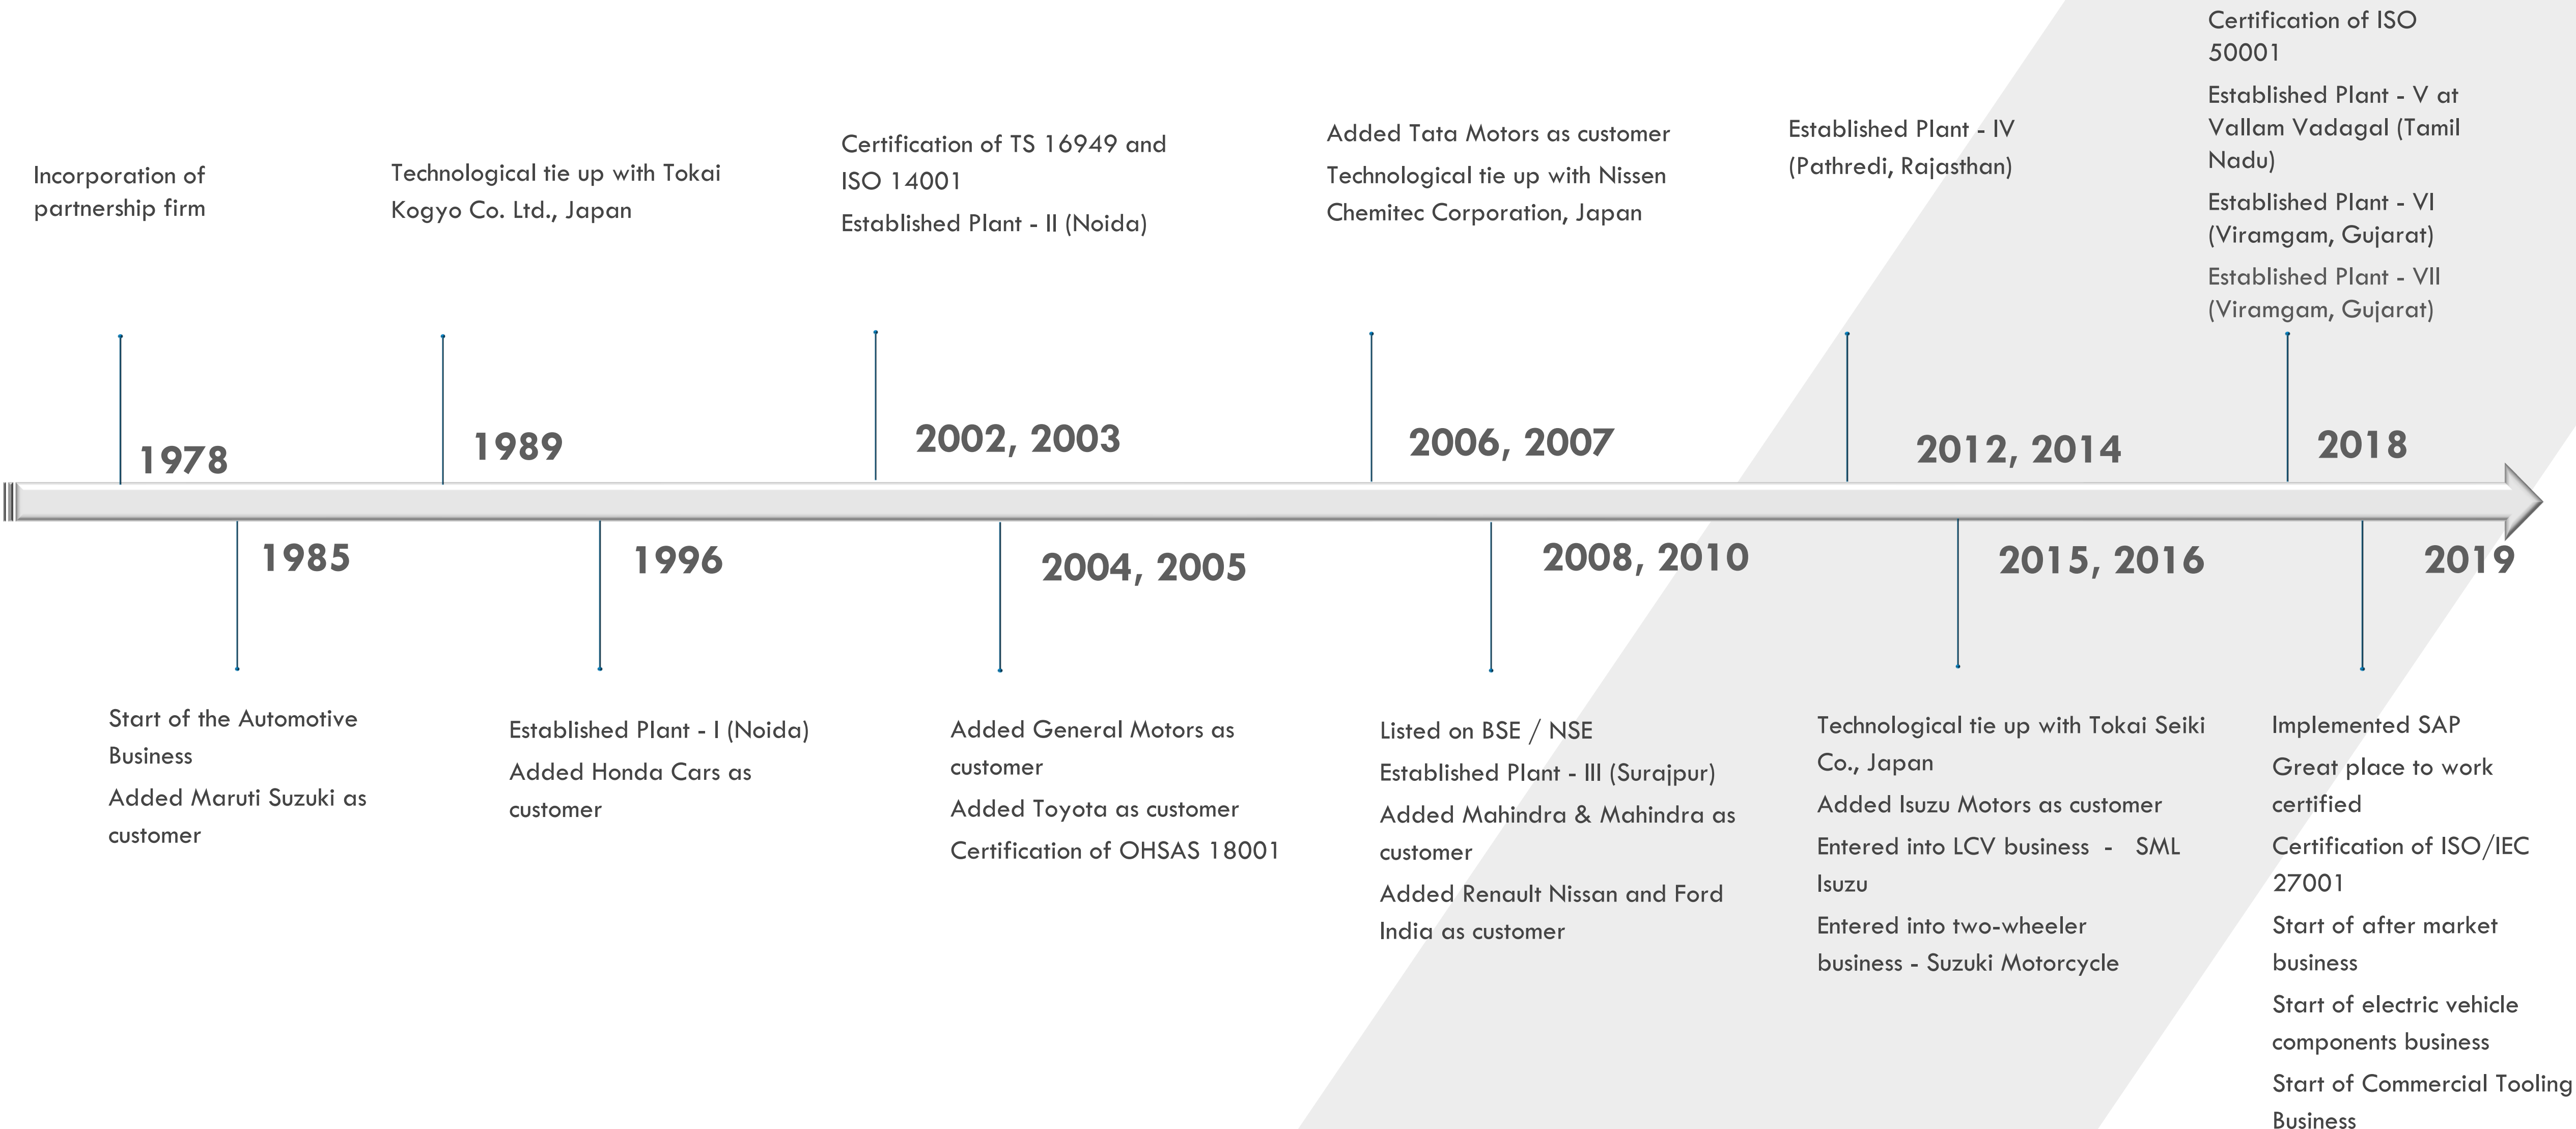 Certification of ISO
50001
Established Plant - V at
Vallam Vadagal (Tamil
Nadu)
Established Plant - VI
(Viramgam, Gujarat)
Established Plant - VII
(Viramgam, Gujarat)
Incorporation of
partnership firm
Technological tie up with Tokai
Kogyo Co. Ltd., Japan
Certification of TS 16949 and
ISO 14001
Established Plant - II (Noida)
Added Tata Motors as customer
Technological tie up with Nissen
Chemitec Corporation, Japan
Established Plant - IV
(Pathredi, Rajasthan)
1978
1989
2002, 2003
2006, 2007
2012, 2014
2018
1985
1996
2004, 2005
2008, 2010
2015, 2016
2019
Start of the Automotive
Business
Added Maruti Suzuki as
customer
Established Plant - I (Noida)
Added Honda Cars as
customer
Added General Motors as
customer
Added Toyota as customer
Certification of OHSAS 18001
Listed on BSE / NSE
Established Plant - III (Surajpur)
Added Mahindra & Mahindra as
customer
Added Renault Nissan and Ford
India as customer
Technological tie up with Tokai Seiki
Co., Japan
Added Isuzu Motors as customer
Entered into LCV business - SML
Isuzu
Entered into two-wheeler
business - Suzuki Motorcycle
Implemented SAP
Great place to work
certified
Certification of ISO/IEC
27001
Start of after market
business
Start of electric vehicle
components business
Start of Commercial Tooling
Business